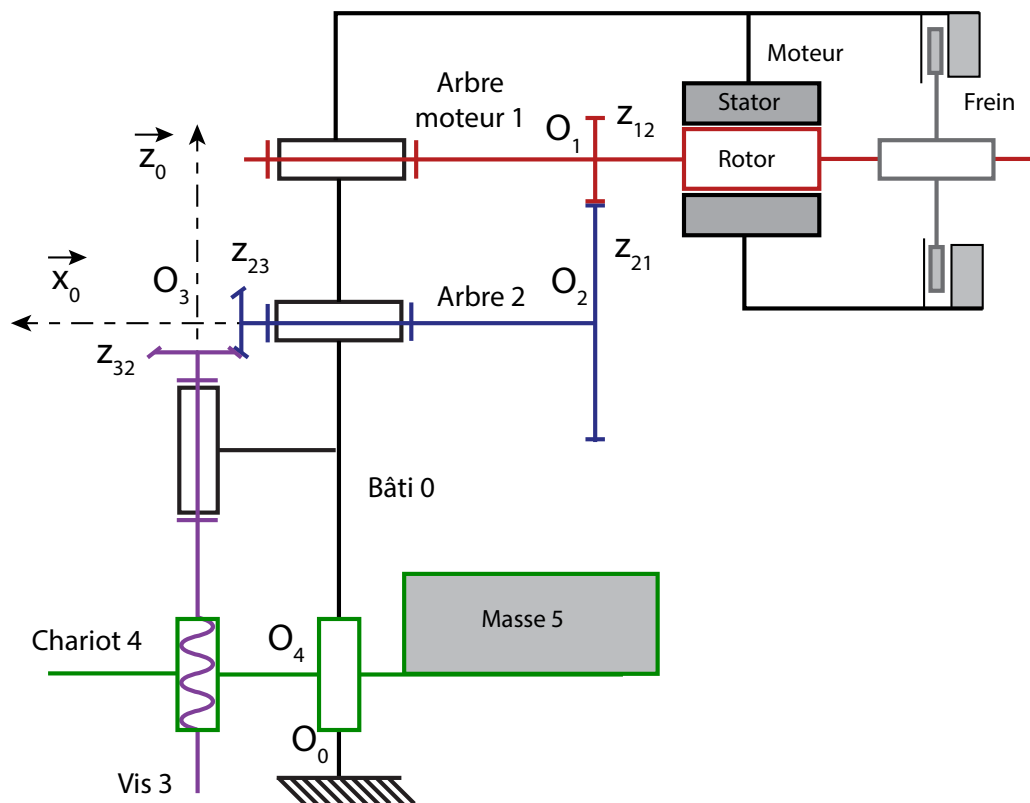 Moteur
Arbre
moteur 1
Stator
Frein
O1
z12
Rotor
z0
z23
z21
x0
O3
O2
Arbre 2
z32
Bâti 0
Masse 5
Chariot 4
O4
O0
Vis 3